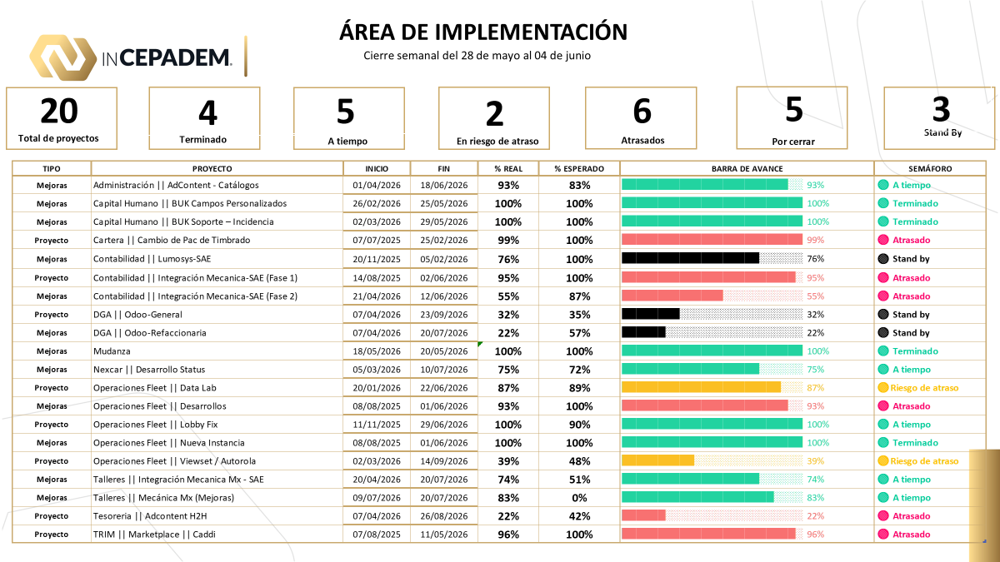 ÁREA DE IMPLEMENTACIÓN
Cierre semanal del 28 de mayo al 04 de junio
INCEPADEM.
20 4 5 2 6 5 3
Total de proyectos Terminado A tiempo En riesgo de atraso Atrasados Por cerrar Stand By
TIPO PROYECTO INICIO FIN % REAL % ESPERADO BARRA DE AVANCE SEMÁFORO
Mejoras Administración || AdContent - Catálogos 01/04/2026 18/06/2026 93% 83% 93% A tiempo
Mejoras Capital Humano || BUK Campos Personalizados 26/02/2026 25/05/2026 100% 100% 100% Terminado
Mejoras Capital Humano || BUK Soporte – Incidencia 02/03/2026 29/05/2026 100% 100% 100% Terminado
Proyecto Cartera || Cambio de Pac de Timbrado 07/07/2025 25/02/2026 99% 100% 99% Atrasado
Mejoras Contabilidad || Lumosys-SAE 20/11/2025 05/02/2026 76% 100% 76% Stand by
Proyecto Contabilidad || Integración Mecanica-SAE (Fase 1) 14/08/2025 02/06/2026 95% 100% 95% Atrasado
Mejoras Contabilidad || Integración Mecanica-SAE (Fase 2) 21/04/2026 12/06/2026 55% 87% 55% Atrasado
Proyecto DGA || Odoo-General 07/04/2026 23/09/2026 32% 35% 32% Stand by
Mejoras DGA || Odoo-Refaccionaria 07/04/2026 20/07/2026 22% 57% 22% Stand by
Mejoras Mudanza 18/05/2026 20/05/2026 100% 100% 100% Terminado
Mejoras Nexcar || Desarrollo Status 05/03/2026 10/07/2026 75% 72% 75% A tiempo
Proyecto Operaciones Fleet || Data Lab 20/01/2026 22/06/2026 87% 89% 87% Riesgo de atraso
Mejoras Operaciones Fleet || Desarrollos 08/08/2025 01/06/2026 93% 100% 93% Atrasado
Proyecto Operaciones Fleet || Lobby Fix 11/11/2025 29/06/2026 100% 90% 100% A tiempo
Mejoras Operaciones Fleet || Nueva Instancia 08/08/2025 01/06/2026 100% 100% 100% Terminado
Proyecto Operaciones Fleet || Viewset / Autorola 02/03/2026 14/09/2026 39% 48% 39% Riesgo de atraso
Mejoras Talleres || Integración Mecanica Mx - SAE 20/04/2026 20/07/2026 74% 51% 74% A tiempo
Mejoras Talleres || Mecánica Mx (Mejoras) 09/07/2026 20/07/2026 83% 0% 83% A tiempo
Proyecto Tesoreria || Adcontent H2H 07/04/2026 26/08/2026 22% 42% 22% Atrasado
Proyecto TRIM || Marketplace || Caddi 07/08/2025 11/05/2026 96% 100% 96% Atrasado